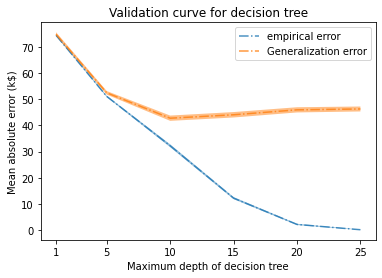 Validation curve for decision tree
empirical error
Generalization error
Mean absolute error (k$)
70
60
50
40
30
20
10
0
1 5 10 15 20 25
Maximum depth of decision tree